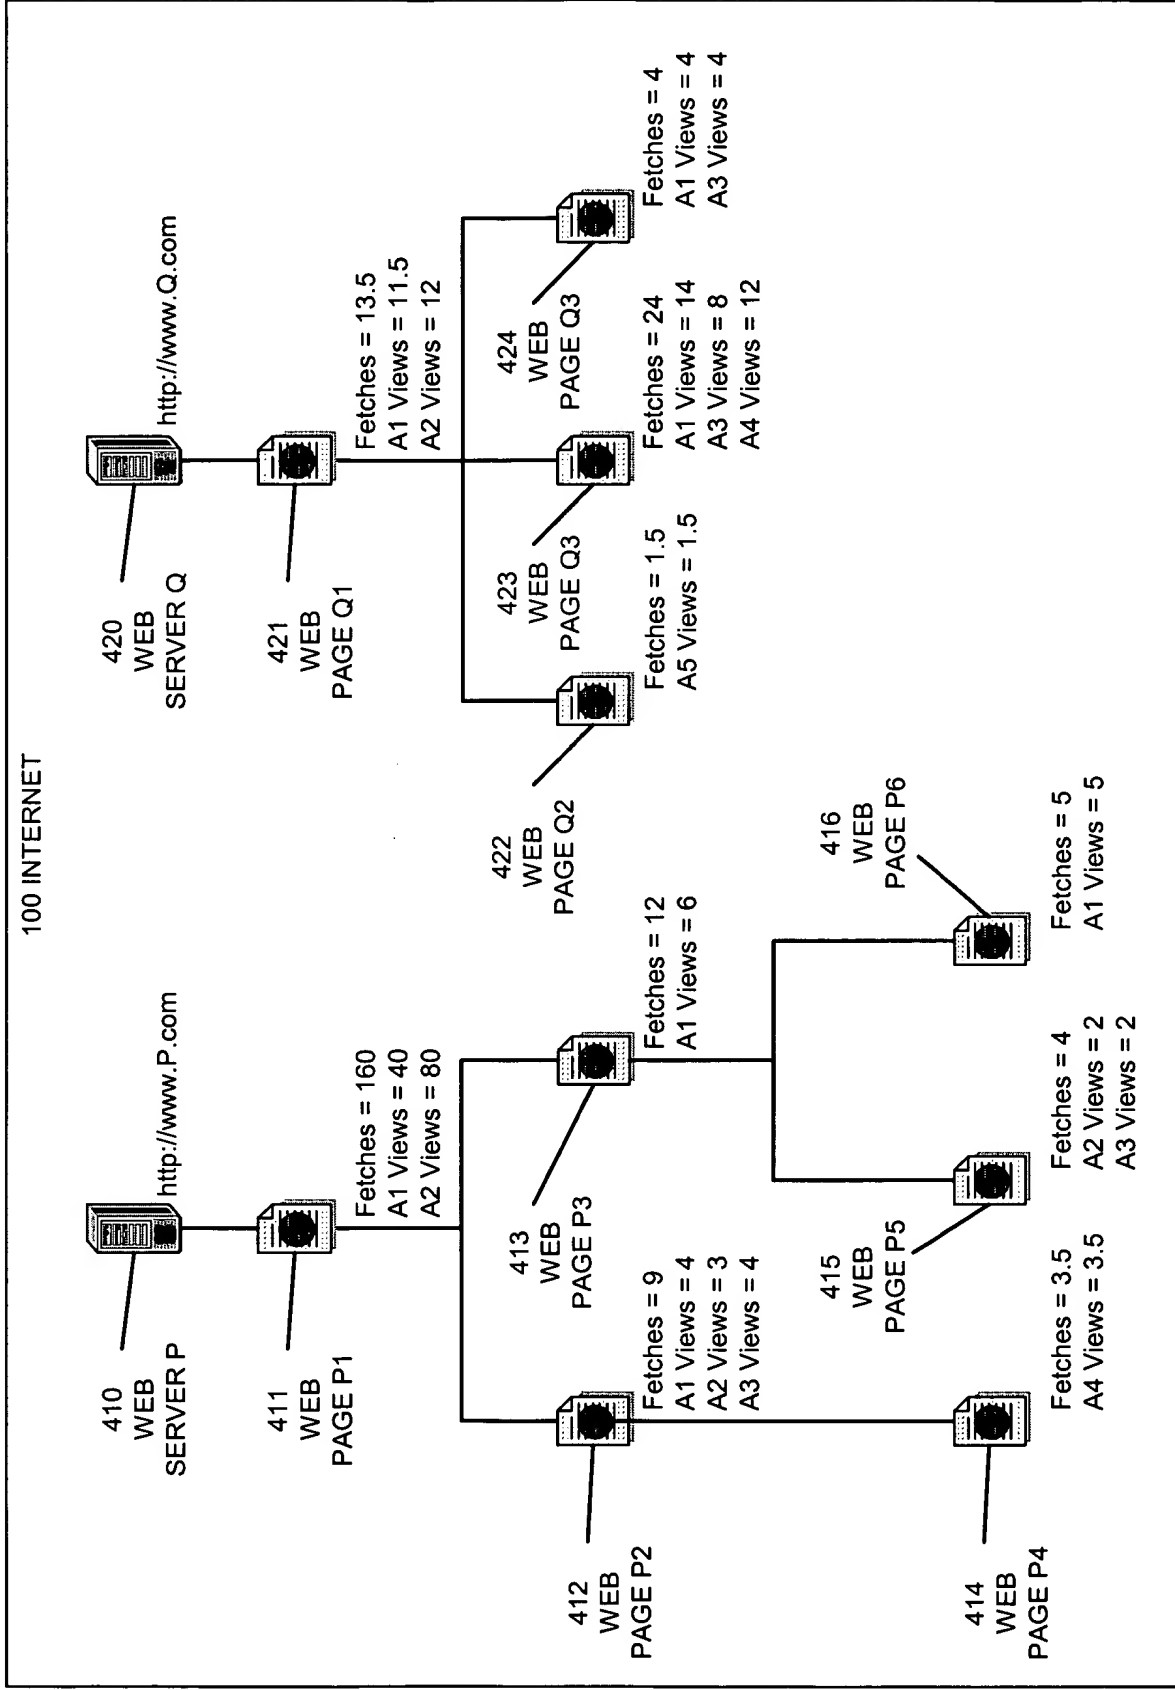 100 INTERNET
410
WEB
SERVER P
http://www.P.com
411
WEB
PAGE P1
Fetches = 160
A1 Views = 40
A2 Views = 80
412
WEB
PAGE P2
Fetches = 9
A1 Views = 4
A2 Views = 3
A3 Views = 4
413
WEB
PAGE P3
Fetches = 12
A1 Views = 6
414
WEB
PAGE P4
Fetches = 3.5
A4 Views = 3.5
415
WEB
PAGE P5
Fetches = 4
A2 Views = 2
A3 Views = 2
416
WEB
PAGE P6
Fetches = 5
A1 Views = 5
420
WEB
SERVER Q
http://www.Q.com
421
WEB
PAGE Q1
Fetches = 13.5
A1 Views = 11.5
A2 Views = 12
422
WEB
PAGE Q2
Fetches = 1.5
A5 Views = 1.5
423
WEB
PAGE Q3
Fetches = 24
A1 Views = 14
A3 Views = 8
A4 Views = 12
424
WEB
PAGE Q3
Fetches = 4
A1 Views = 4
A3 Views = 4